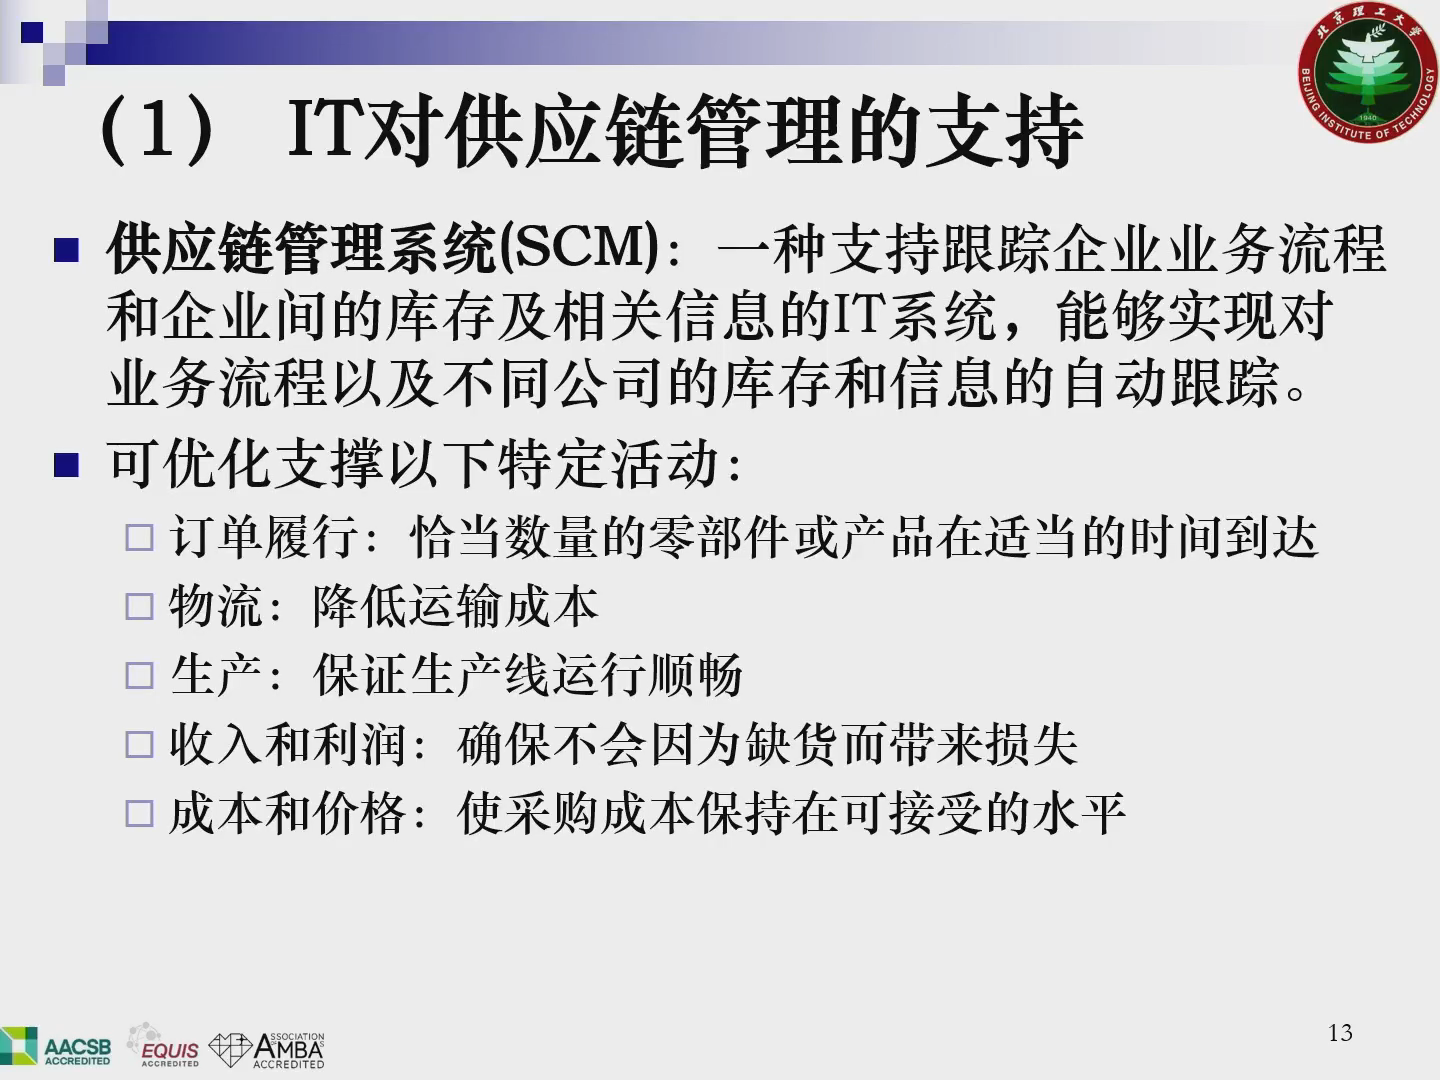 北京理工大学
BEIJING INSTITUTE OF TECHNOLOGY
1940
（1） IT对供应链管理的支持
供应链管理系统(SCM)：一种支持跟踪企业业务流程
和企业间的库存及相关信息的IT系统，能够实现对
业务流程以及不同公司的库存和信息的自动跟踪。
可优化支撑以下特定活动：
订单履行：恰当数量的零部件或产品在适当的时间到达
物流：降低运输成本
生产：保证生产线运行顺畅
收入和利润：确保不会因为缺货而带来损失
成本和价格：使采购成本保持在可接受的水平
AACSB
ACCREDITED
EQUIS
ACCREDITED
ASSOCIATION
OF
AMBAS
ACCREDITED
13